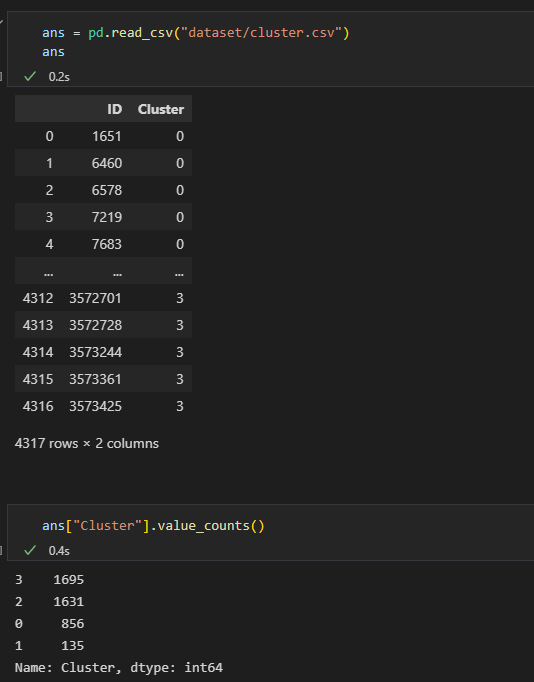 ans = pd.read_csv("dataset/cluster.csv")
ans
0.2s
ID Cluster
0 1651 0
1 6460 0
2 6578 0
3 7219 0
4 7683 0
... ... ...
4312 3572701 3
4313 3572728 3
4314 3573244 3
4315 3573361 3
4316 3573425 3
4317 rows × 2 columns
ans["Cluster"].value_counts()
0.4s
3 1695
2 1631
0 856
1 135
Name: Cluster, dtype: int64